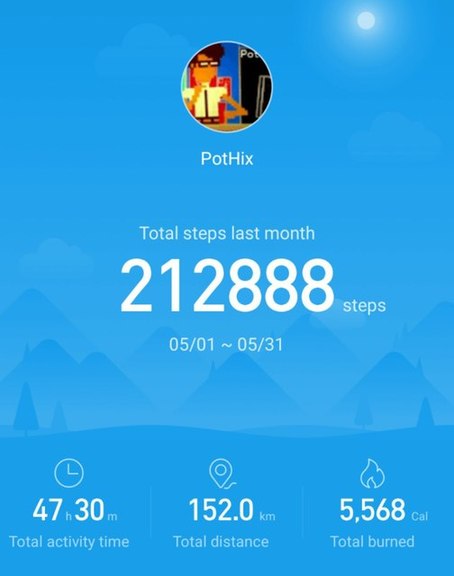 Pot
PotHix
Total steps last month
212888 steps
05/01 ~ 05/31
47 h 30 m
152.0 km
5,568 Cal
Total activity time
Total distance
Total burned